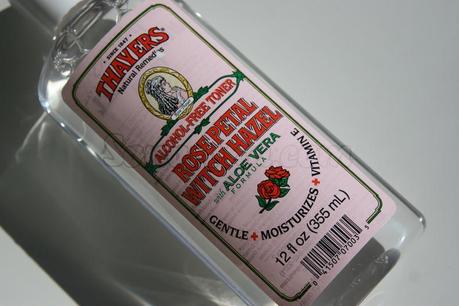 • SINCE 1847 •
THAYERS
Natural Remedy's
ALCOHOL-FREE TONER
ROSE PETAL
WITCH HAZEL
with ALOE VERA
FORMULA
GENTLE + MOISTURIZES + VITAMIN E
12 fl oz (355 mL)